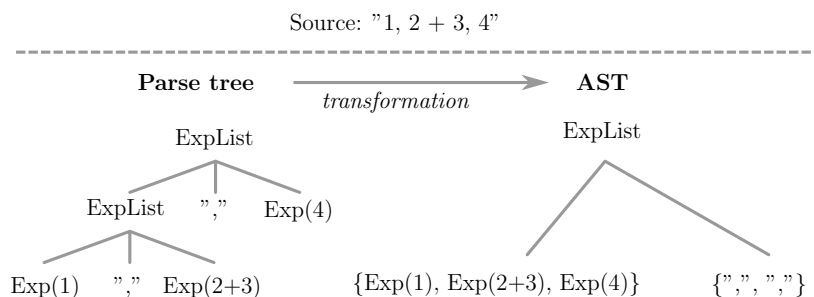 Source: ”1, 2 + 3, 4”
Parse tree
transformation
AST
ExpList
ExpList
ExpList ”,” Exp(4)
Exp(1) ”,” Exp(2+3)
{Exp(1), Exp(2+3), Exp(4)}
{”,”, ”,”}